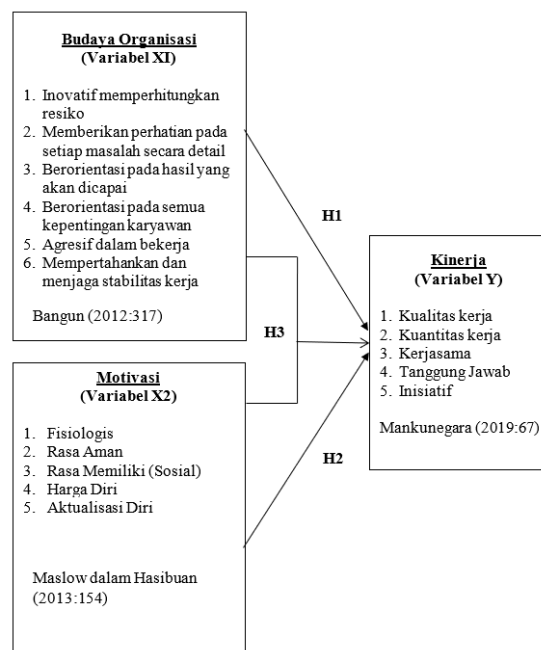 Budaya Organisasi
(Variabel XI)
1. Inovatif memperhitungkan
resiko
2. Memberikan perhatian pada
setiap masalah secara detail
3. Berorientasi pada hasil yang
akan dicapai
4. Berorientasi pada semua
kepentingan karyawan
5. Agresif dalam bekerja
6. Mempertahankan dan
menjaga stabilitas kerja
Bangun (2012:317)
H1
H3
Motivasi
(Variabel X2)
1. Fisiologis
2. Rasa Aman
3. Rasa Memiliki (Sosial)
4. Harga Diri
5. Aktualisasi Diri
Maslow dalam Hasibuan
(2013:154)
H2
Kinerja
(Variabel Y)
1. Kualitas kerja
2. Kuantitas kerja
3. Kerjasama
4. Tanggung Jawab
5. Inisiatif
Mankunegara (2019:67)